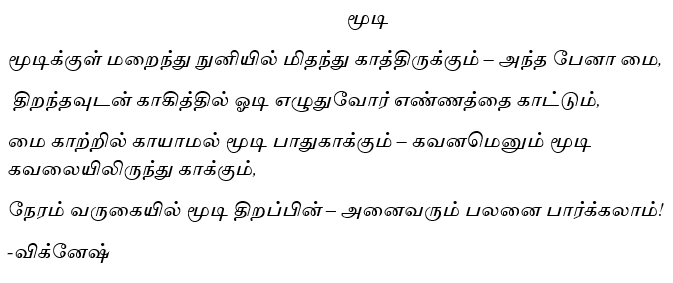 மூடி
மூடிக்குள் மறைந்து நுனியில் மிதந்து காத்திருக்கும் – அந்த பேனா மை,
திறந்தவுடன் காகித்தில் ஓடி எழுதுவோர் எண்ணத்தை காட்டும்,
மை காற்றில் காயாமல் மூடி பாதுகாக்கும் – கவனமெனும் மூடி
கவலையிலிருந்து காக்கும்,
நேரம் வருகையில் மூடி திறப்பின் – அனைவரும் பலனை பார்க்கலாம்!
-விக்னேஷ்